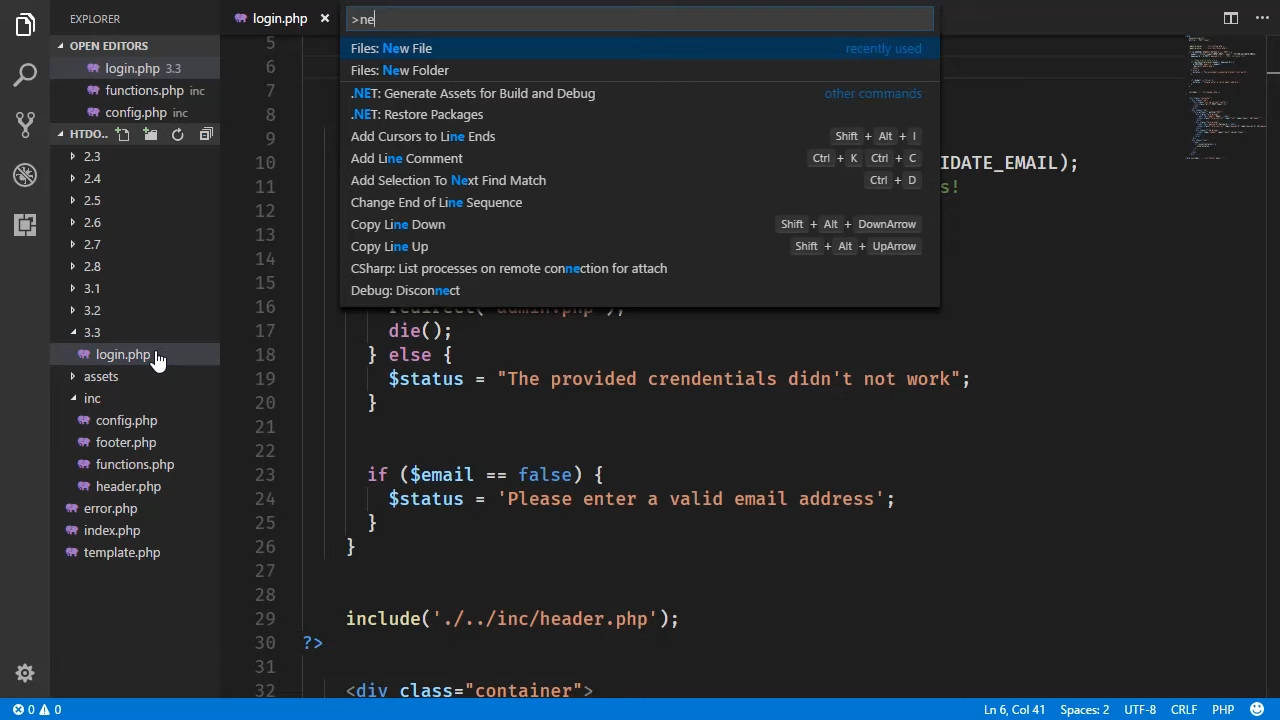 EXPLORER
OPEN EDITORS
login.php 3.3
functions.php inc
config.php inc
HTDO..
2.3
2.4
2.5
2.6
2.7
2.8
3.1
3.2
3.3
login.php
assets
inc
config.php
footer.php
functions.php
header.php
error.php
index.php
template.php
login.php
>ne
Files: New File recently used
Files: New Folder
.NET: Generate Assets for Build and Debug other commands
.NET: Restore Packages
Add Cursors to Line Ends Shift + Alt + I
Add Line Comment Ctrl + K Ctrl + C
Add Selection To Next Find Match Ctrl + D
Change End of Line Sequence
Copy Line Down Shift + Alt + DownArrow
Copy Line Up Shift + Alt + UpArrow
CSharp: List processes on remote connection for attach
Debug: Disconnect
5
6
7
8
9
10 IDATE_EMAIL);
11 s!
12
13
14
15
16 redirect("admin.php");
17 die();
18 } else {
19 $status = "The provided crendentials didn't not work";
20 }
21
22
23 if ($email == false) {
24 $status = 'Please enter a valid email address';
25 }
26 }
27
28
29 include('./../inc/header.php');
30 ?>
31
32 <div class="container">
0 0 Ln 6, Col 41 Spaces: 2 UTF-8 CRLF PHP